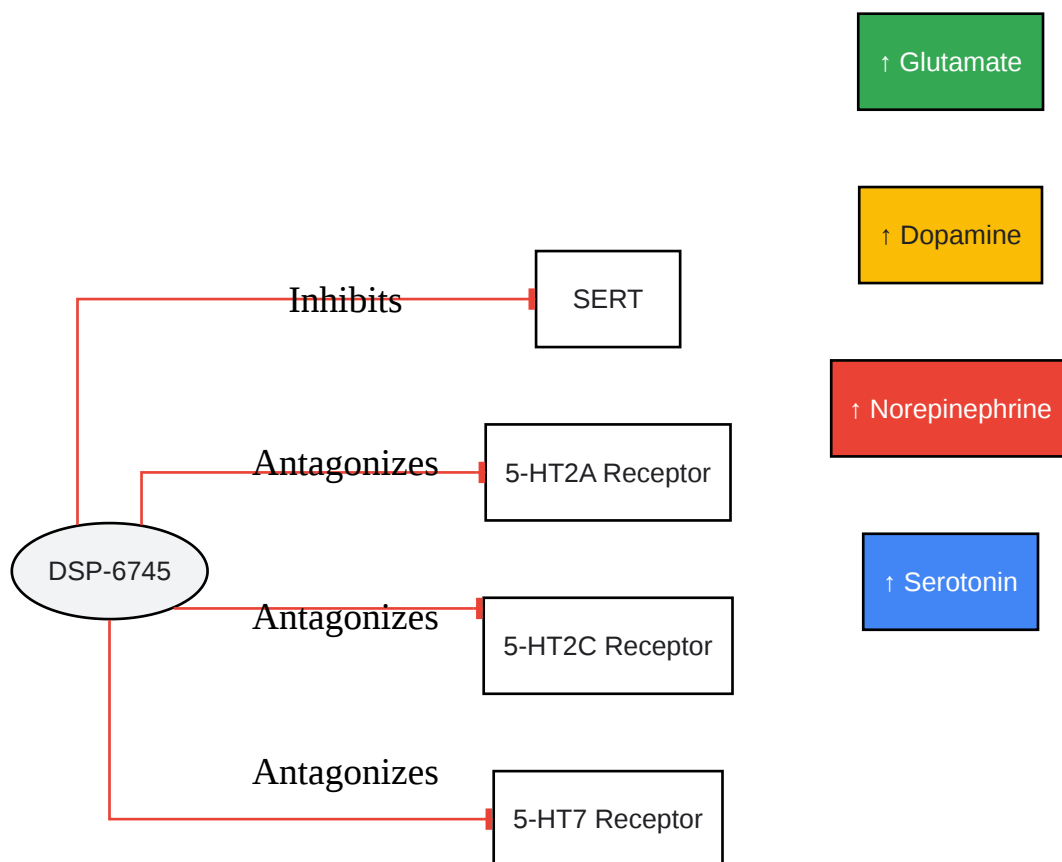 ↑ Glutamate
↑ Dopamine
Inhibits
SERT
↑ Norepinephrine
Antagonizes
5-HT2A Receptor
DSP-6745
↑ Serotonin
Antagonizes
5-HT2C Receptor
Antagonizes
5-HT7 Receptor